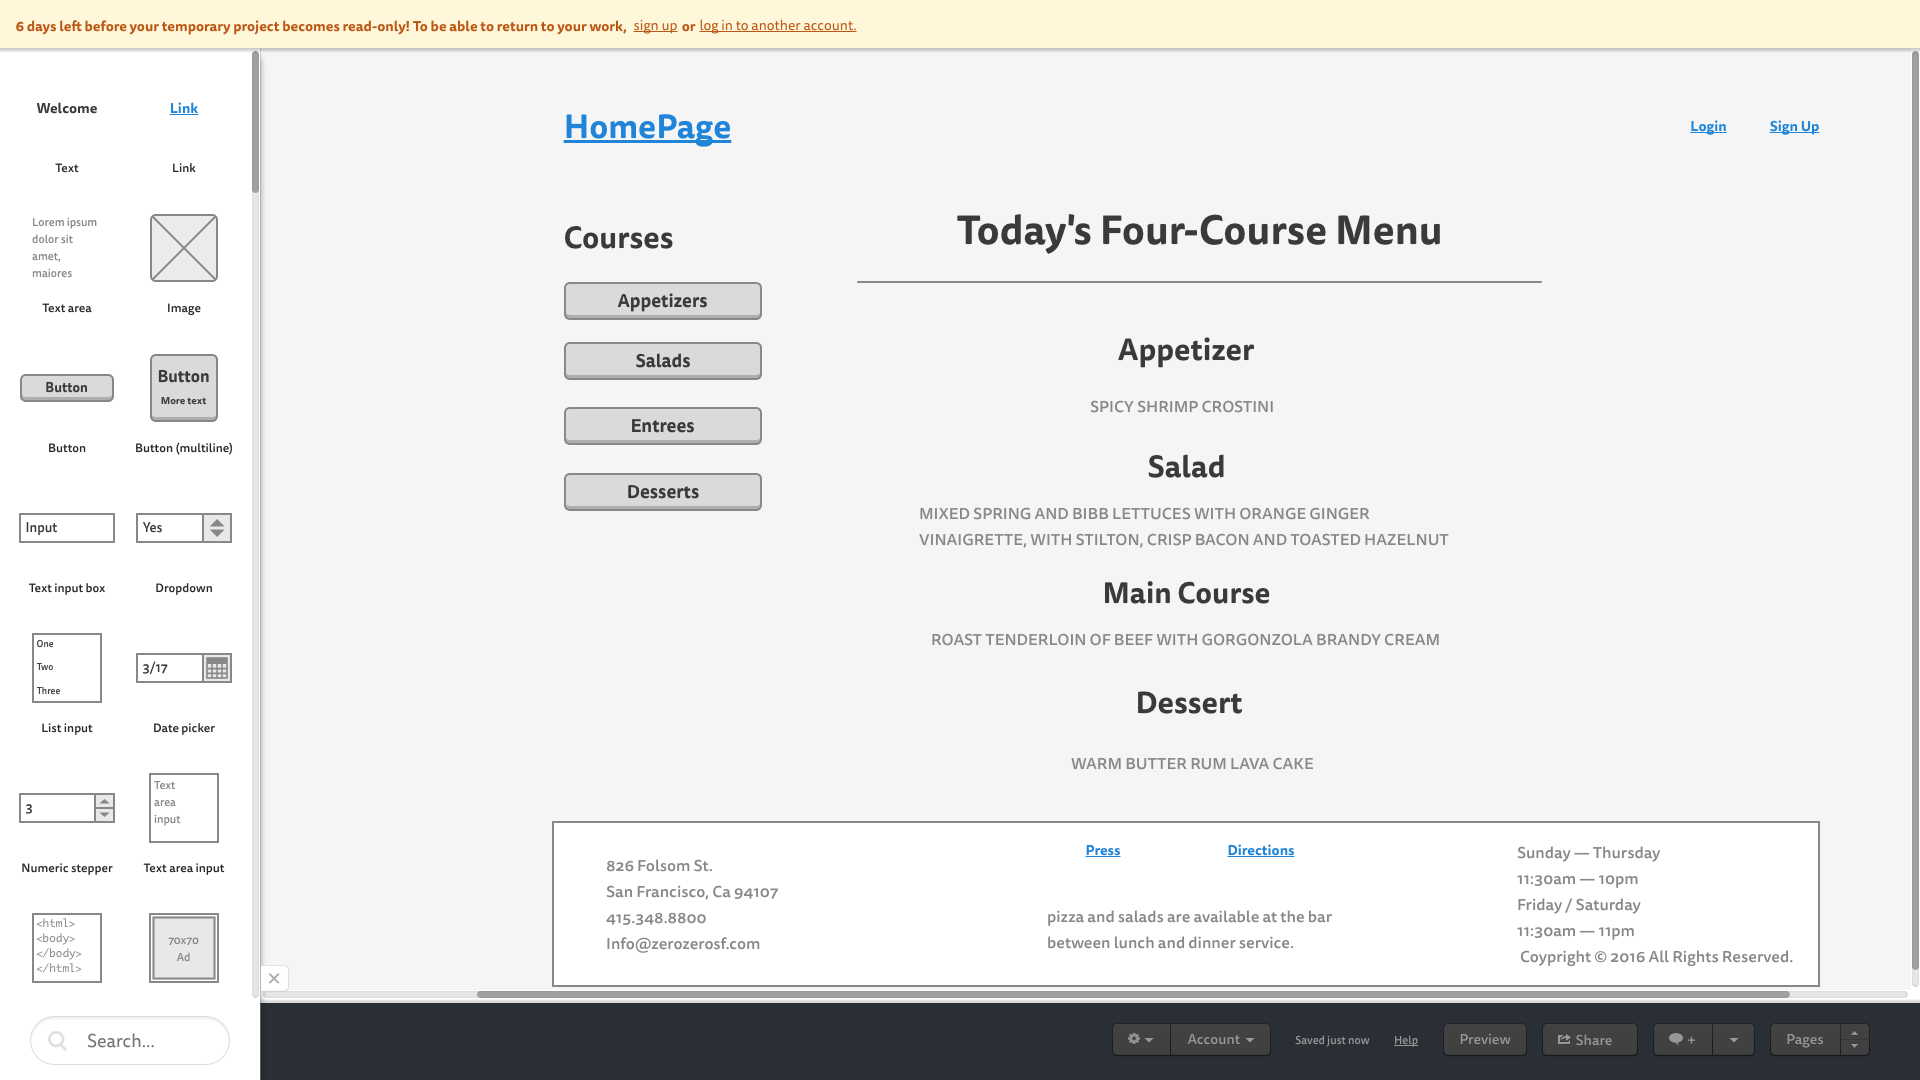 6 days left before your temporary project becomes read-only! To be able to return to your work, sign up or log in to another account.
Welcome
Link
Text
Link
Lorem ipsum
dolor sit
amet,
maiores
Text area
Image
Button
Button
More text
Button
Button (multiline)
Input
Yes
Text input box
Dropdown
One
Two
Three
3/17
List input
Date picker
3
Text
area
input
Numeric stepper
Text area input
<html>
<body>
</body>
</html>
70x70
Ad
Search...
HomePage
Login
Sign Up
Courses
Appetizers
Salads
Entrees
Desserts
Today's Four-Course Menu
Appetizer
SPICY SHRIMP CROSTINI
Salad
MIXED SPRING AND BIBB LETTUCES WITH ORANGE GINGER
VINAIGRETTE, WITH STILTON, CRISP BACON AND TOASTED HAZELNUT
Main Course
ROAST TENDERLOIN OF BEEF WITH GORGONZOLA BRANDY CREAM
Dessert
WARM BUTTER RUM LAVA CAKE
826 Folsom St.
San Francisco, Ca 94107
415.348.8800
Info@zerozerosf.com
Press
Directions
pizza and salads are available at the bar
between lunch and dinner service.
Sunday — Thursday
11:30am — 10pm
Friday / Saturday
11:30am — 11pm
Coypright © 2016 All Rights Reserved.
Account
Saved just now
Help
Preview
Share
+
Pages